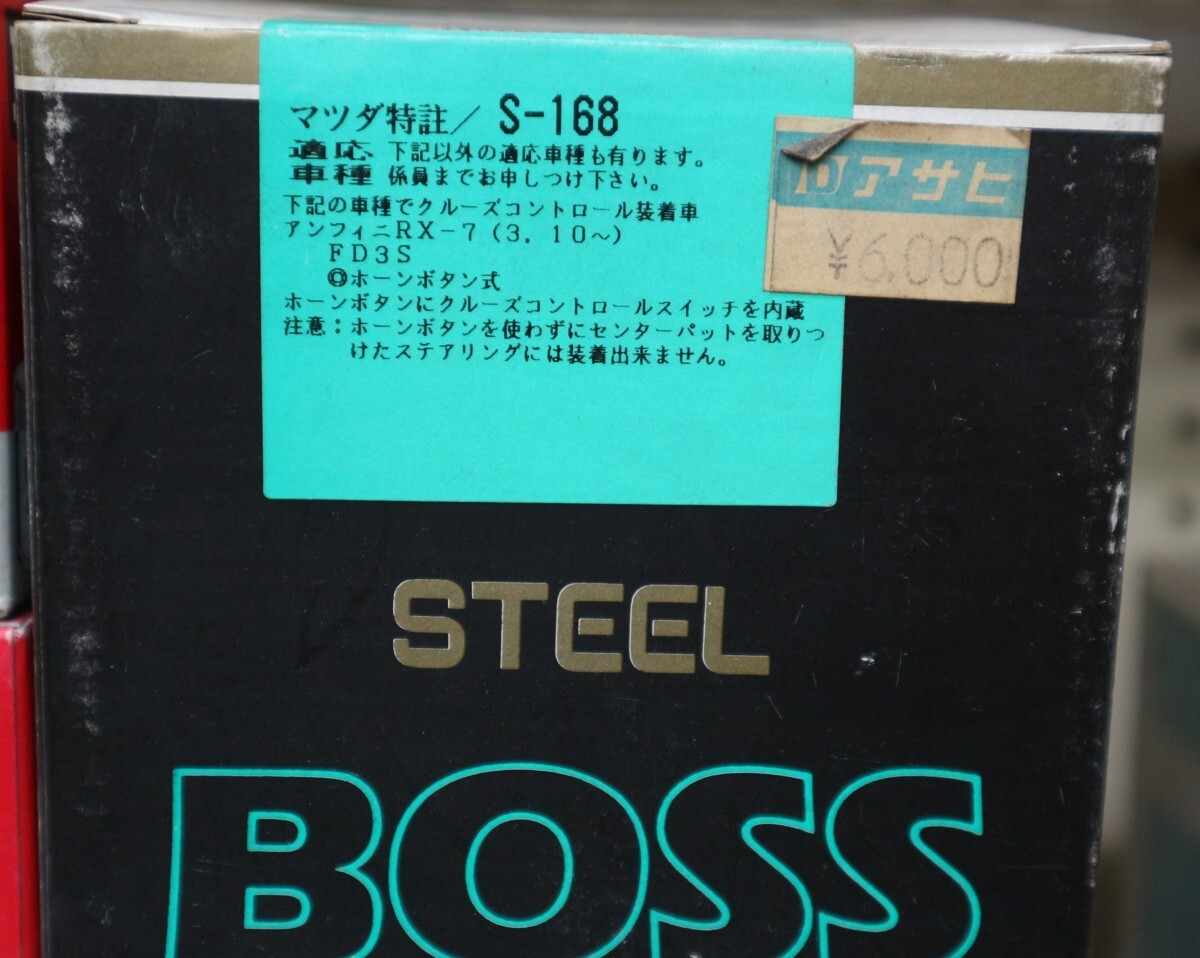 マツダ特註／ S-168
適応 下記以外の適応車種も有ります。
車種 係員までお申しつけ下さい。
下記の車種でクルーズコントロール装着車
アンフィニRX-7（3．10～）
FD3S
◎ホーンボタン式
ホーンボタンにクルーズコントロールスイッチを内蔵
注意：ホーンボタンを使わずにセンターパットを取りつ
けたステアリングには装着出来ません。
アサヒ
¥6,000
STEEL
BOSS